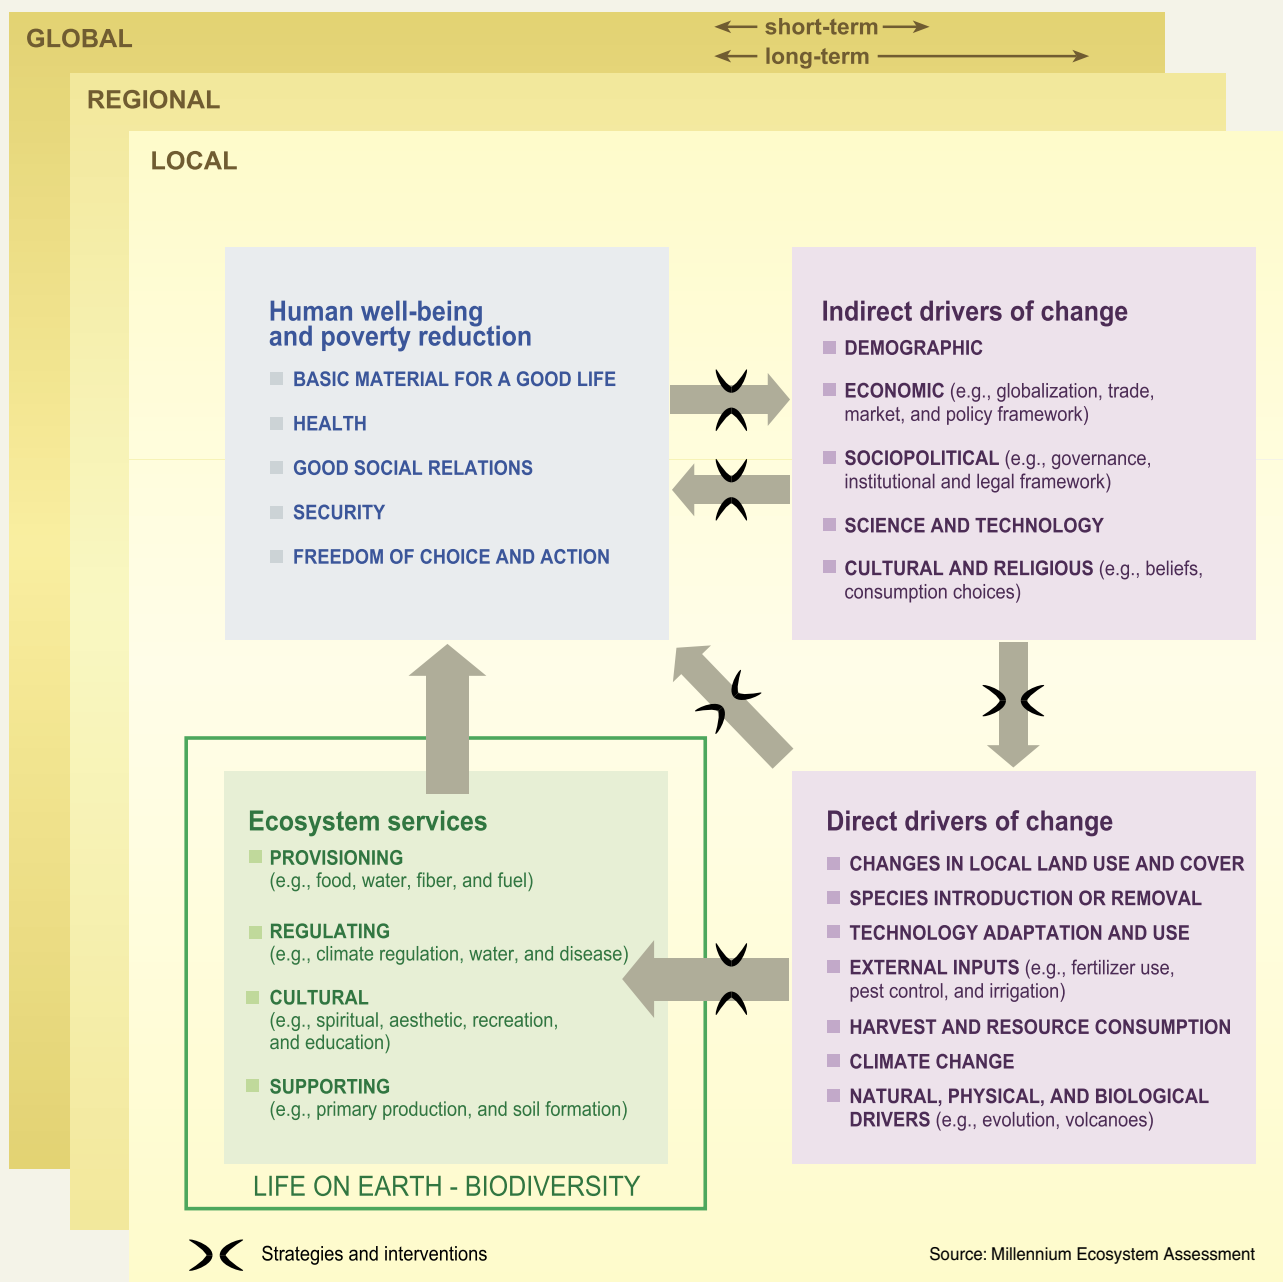 GLOBAL
short-term
long-term
REGIONAL
LOCAL
Human well-being
and poverty reduction
BASIC MATERIAL FOR A GOOD LIFE
HEALTH
GOOD SOCIAL RELATIONS
SECURITY
FREEDOM OF CHOICE AND ACTION
Indirect drivers of change
DEMOGRAPHIC
ECONOMIC (e.g., globalization, trade,
market, and policy framework)
SOCIOPOLITICAL (e.g., governance,
institutional and legal framework)
SCIENCE AND TECHNOLOGY
CULTURAL AND RELIGIOUS (e.g., beliefs,
consumption choices)
Ecosystem services
PROVISIONING
(e.g., food, water, fiber, and fuel)
REGULATING
(e.g., climate regulation, water, and disease)
CULTURAL
(e.g., spiritual, aesthetic, recreation,
and education)
SUPPORTING
(e.g., primary production, and soil formation)
LIFE ON EARTH - BIODIVERSITY
Direct drivers of change
CHANGES IN LOCAL LAND USE AND COVER
SPECIES INTRODUCTION OR REMOVAL
TECHNOLOGY ADAPTATION AND USE
EXTERNAL INPUTS (e.g., fertilizer use,
pest control, and irrigation)
HARVEST AND RESOURCE CONSUMPTION
CLIMATE CHANGE
NATURAL, PHYSICAL, AND BIOLOGICAL
DRIVERS (e.g., evolution, volcanoes)
Strategies and interventions
Source: Millennium Ecosystem Assessment